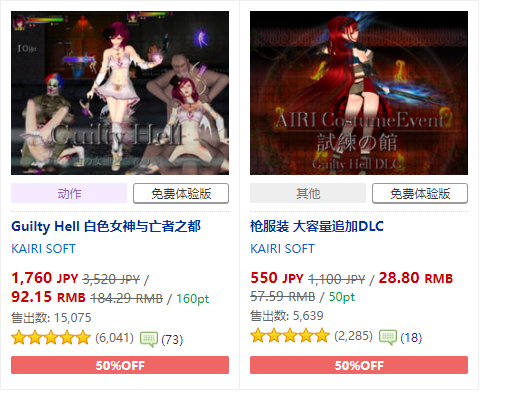 Guilty Hell
AIRI CostumeEvent
試練の館
Guilty Hell DLC
动作
免费体验版
其他
免费体验版
Guilty Hell 白色女神与亡者之都
枪服装 大容量追加DLC
KAIRI SOFT
KAIRI SOFT
1,760 JPY 3,520 JPY /
550 JPY 1,100 JPY / 28.80 RMB
92.15 RMB 184.29 RMB / 160pt
57.59 RMB / 50pt
售出数: 15,075
售出数: 5,639
(6,041) (73)
(2,285) (18)
50%OFF
50%OFF